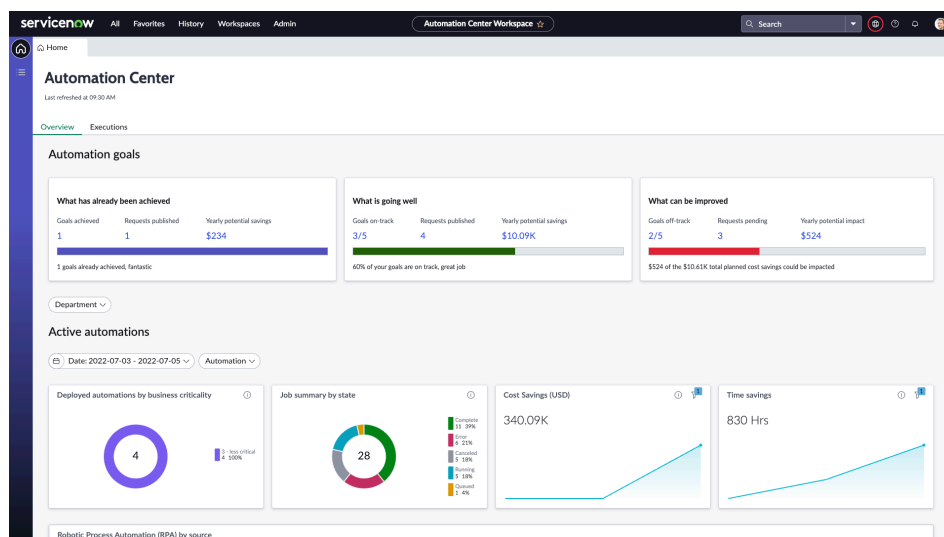 servicenow All Favorites History Workspaces Admin Automation Center Workspace ☆ Search
Home
Automation Center
Last refreshed at 09:30 AM
Overview Executions
Automation goals
What has already been achieved
Goals achieved Requests published Yearly potential savings
1 1 $234
1 goals already achieved, fantastic
What is going well
Goals on-track Requests published Yearly potential savings
3/5 4 $10.09K
60% of your goals are on track, great job
What can be improved
Goals off-track Requests pending Yearly potential impact
2/5 3 $524
$524 of the $10.61K total planned cost savings could be impacted
Department
Active automations
Date: 2022-07-03 - 2022-07-05 Automation
Deployed automations by business criticality
4
3 - less critical
4 100%
Job summary by state
28
Complete
11 39%
Error
6 21%
Canceled
5 18%
Running
5 18%
Queued
1 4%
Cost Savings (USD) 1
340.09K
Time savings 1
830 Hrs
Robotic Process Automation (RPA) by source